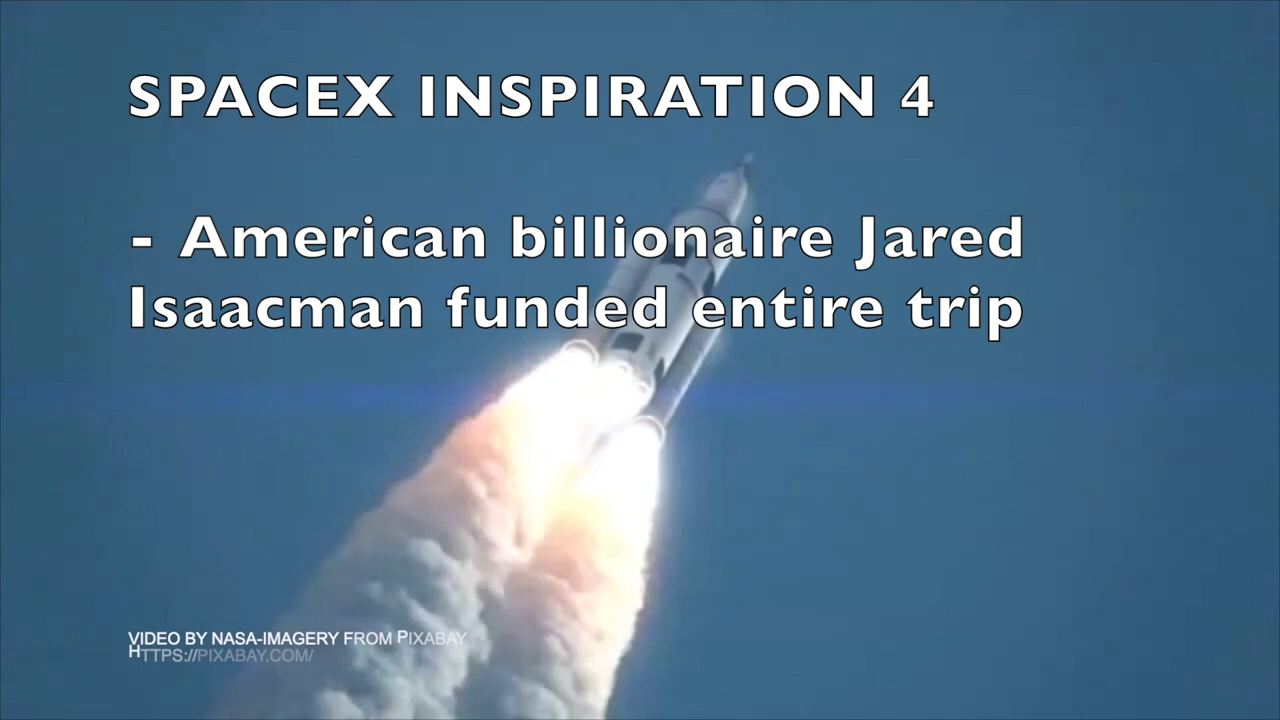 SPACEX INSPIRATION 4
- American billionaire Jared
Isaacman funded entire trip
VIDEO BY NASA-IMAGERY FROM PIXABAY
HTTPS://PIXABAY.COM/